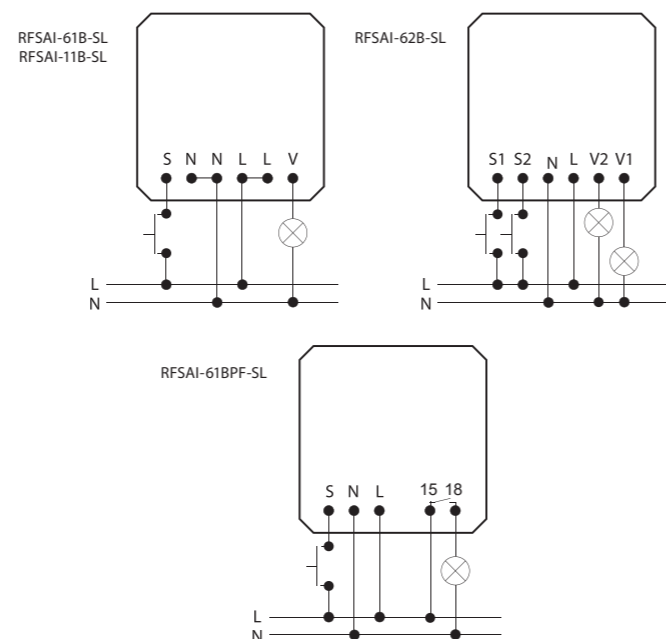 RFSAI-61B-SL
RFSAI-11B-SL
S N N L L V
L
N
RFSAI-62B-SL
S1 S2 N L V2 V1
L
N
RFSAI-61BPF-SL
S N L 15 18
L
N